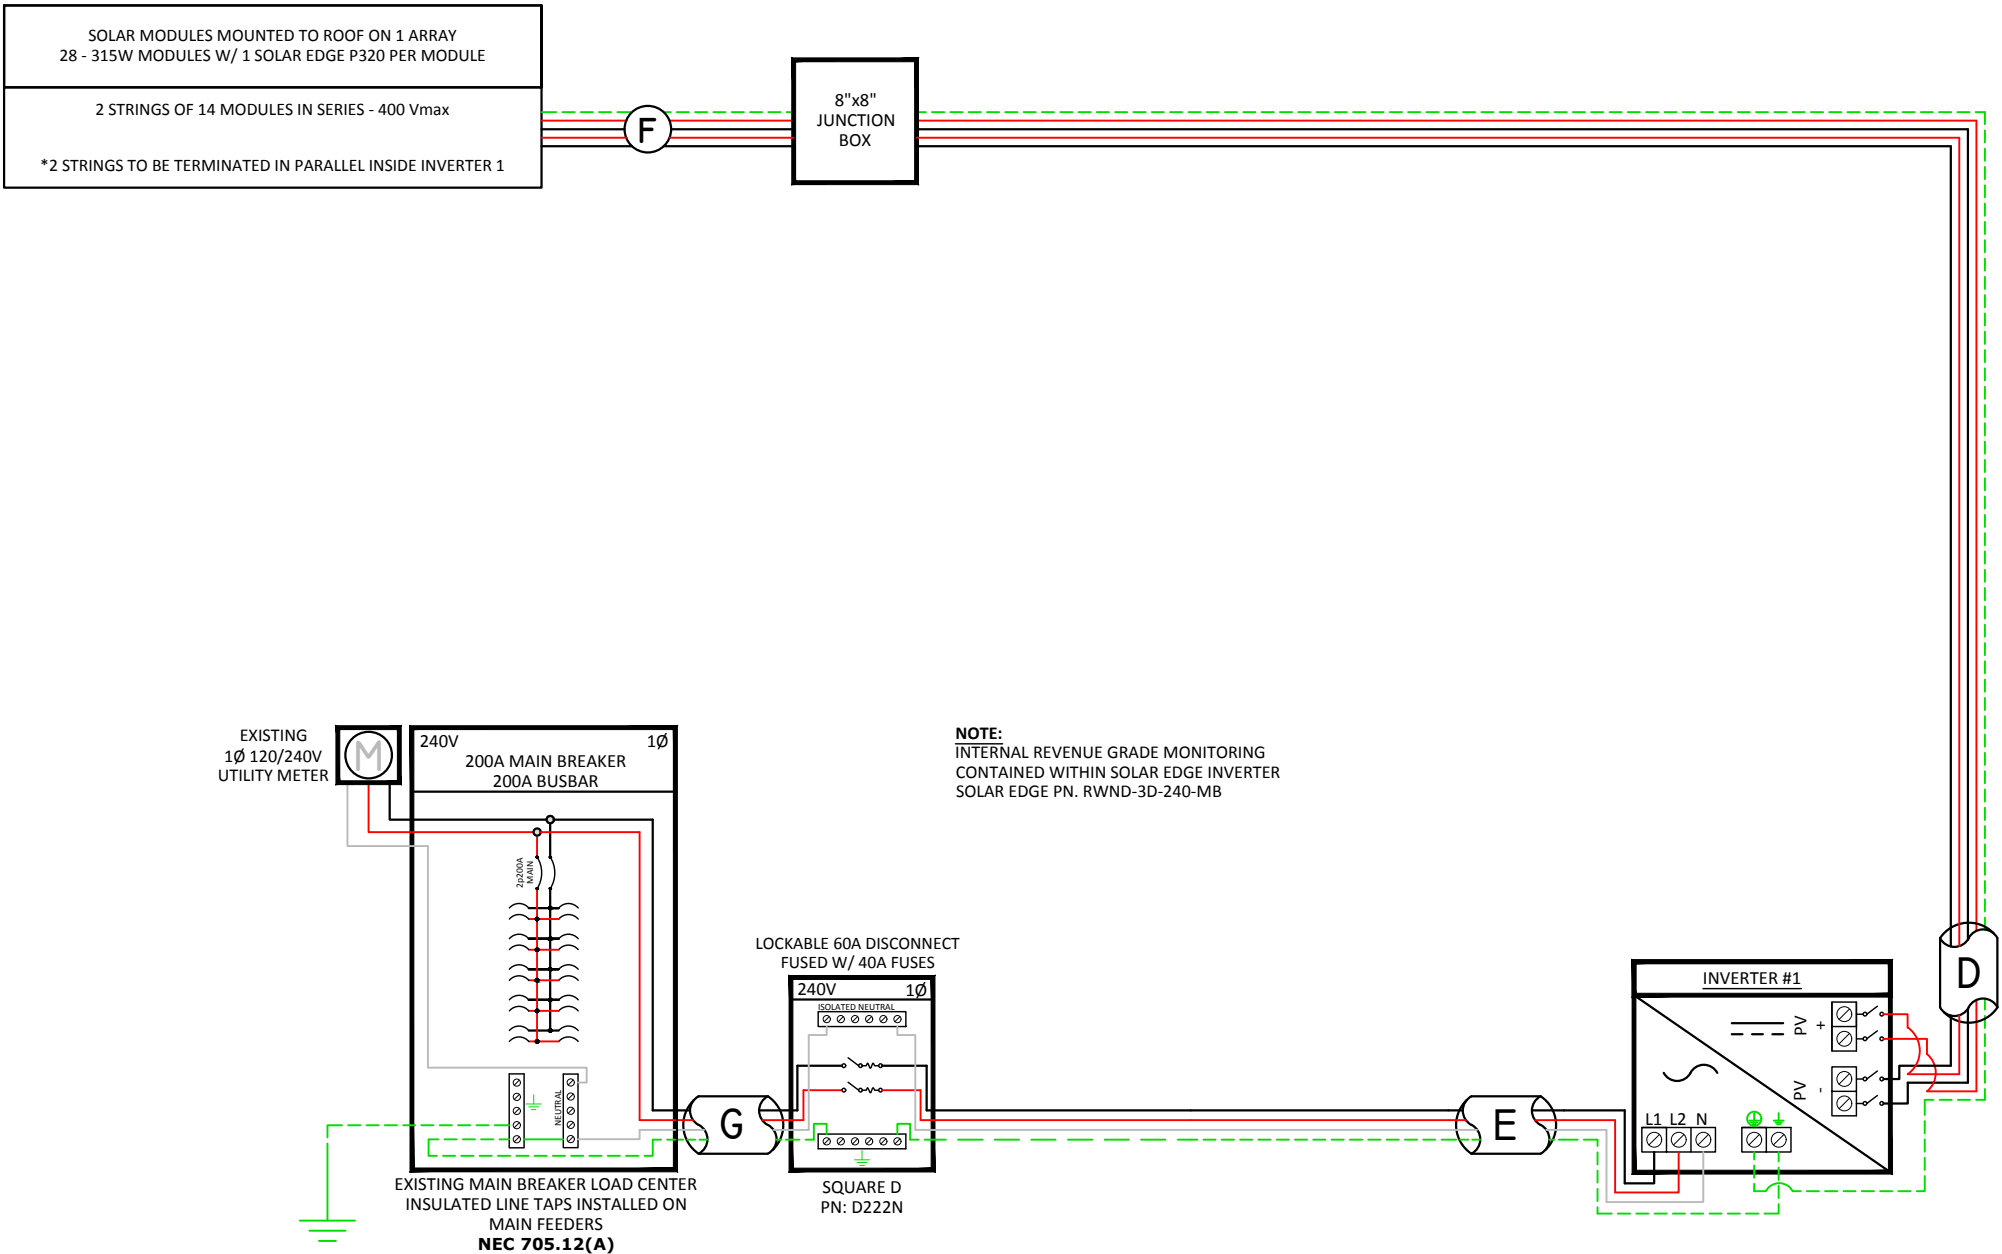 SOLAR MODULES MOUNTED TO ROOF ON 1 ARRAY
28 - 315W MODULES W/ 1 SOLAR EDGE P320 PER MODULE
2 STRINGS OF 14 MODULES IN SERIES - 400 Vmax
*2 STRINGS TO BE TERMINATED IN PARALLEL INSIDE INVERTER 1
F
8"x8"
JUNCTION
BOX
EXISTING
1Ø 120/240V
UTILITY METER
M
240V 1Ø
200A MAIN BREAKER
200A BUSBAR
2p200A
MAIN
NEUTRAL
EXISTING MAIN BREAKER LOAD CENTER
INSULATED LINE TAPS INSTALLED ON
MAIN FEEDERS
NEC 705.12(A)
G
NOTE:
INTERNAL REVENUE GRADE MONITORING
CONTAINED WITHIN SOLAR EDGE INVERTER
SOLAR EDGE PN. RWND-3D-240-MB
LOCKABLE 60A DISCONNECT
FUSED W/ 40A FUSES
240V 1Ø
ISOLATED NEUTRAL
SQUARE D
PN: D222N
E
D
INVERTER #1
PV +
PV -
L1 L2 N